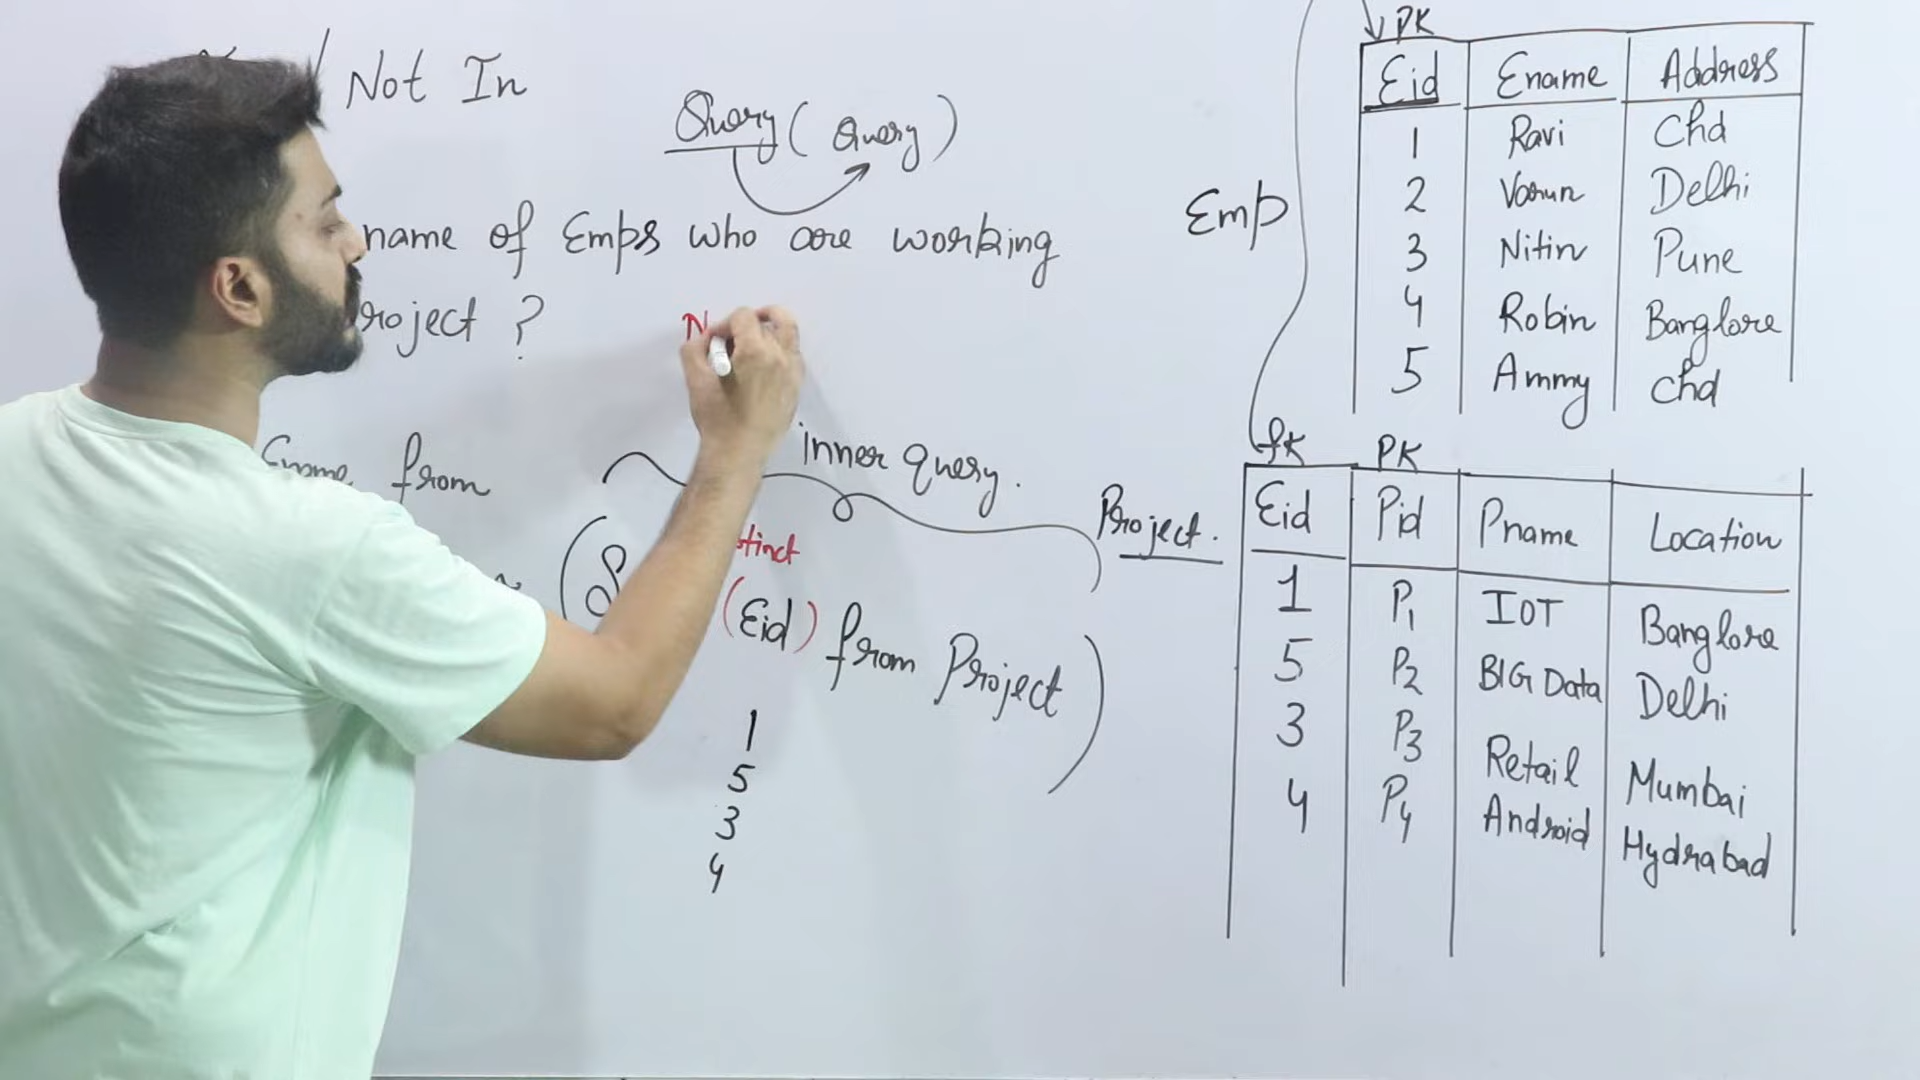 Not In
Query ( Query )
name of Emps who are working
roject ?
N
inner query.
Ename from
( S stinct
(Eid) from Project )
1
5
3
4
Emp
PK
Eid Ename Address
1 Ravi Chd
2 Varun Delhi
3 Nitin Pune
4 Robin Banglore
5 Ammy Chd
Project.
fK PK
Eid Pid Pname Location
1 P1 IOT Banglore
5 P2 BIG Data Delhi
3 P3 Retail Mumbai
4 P4 Android Hydrabad